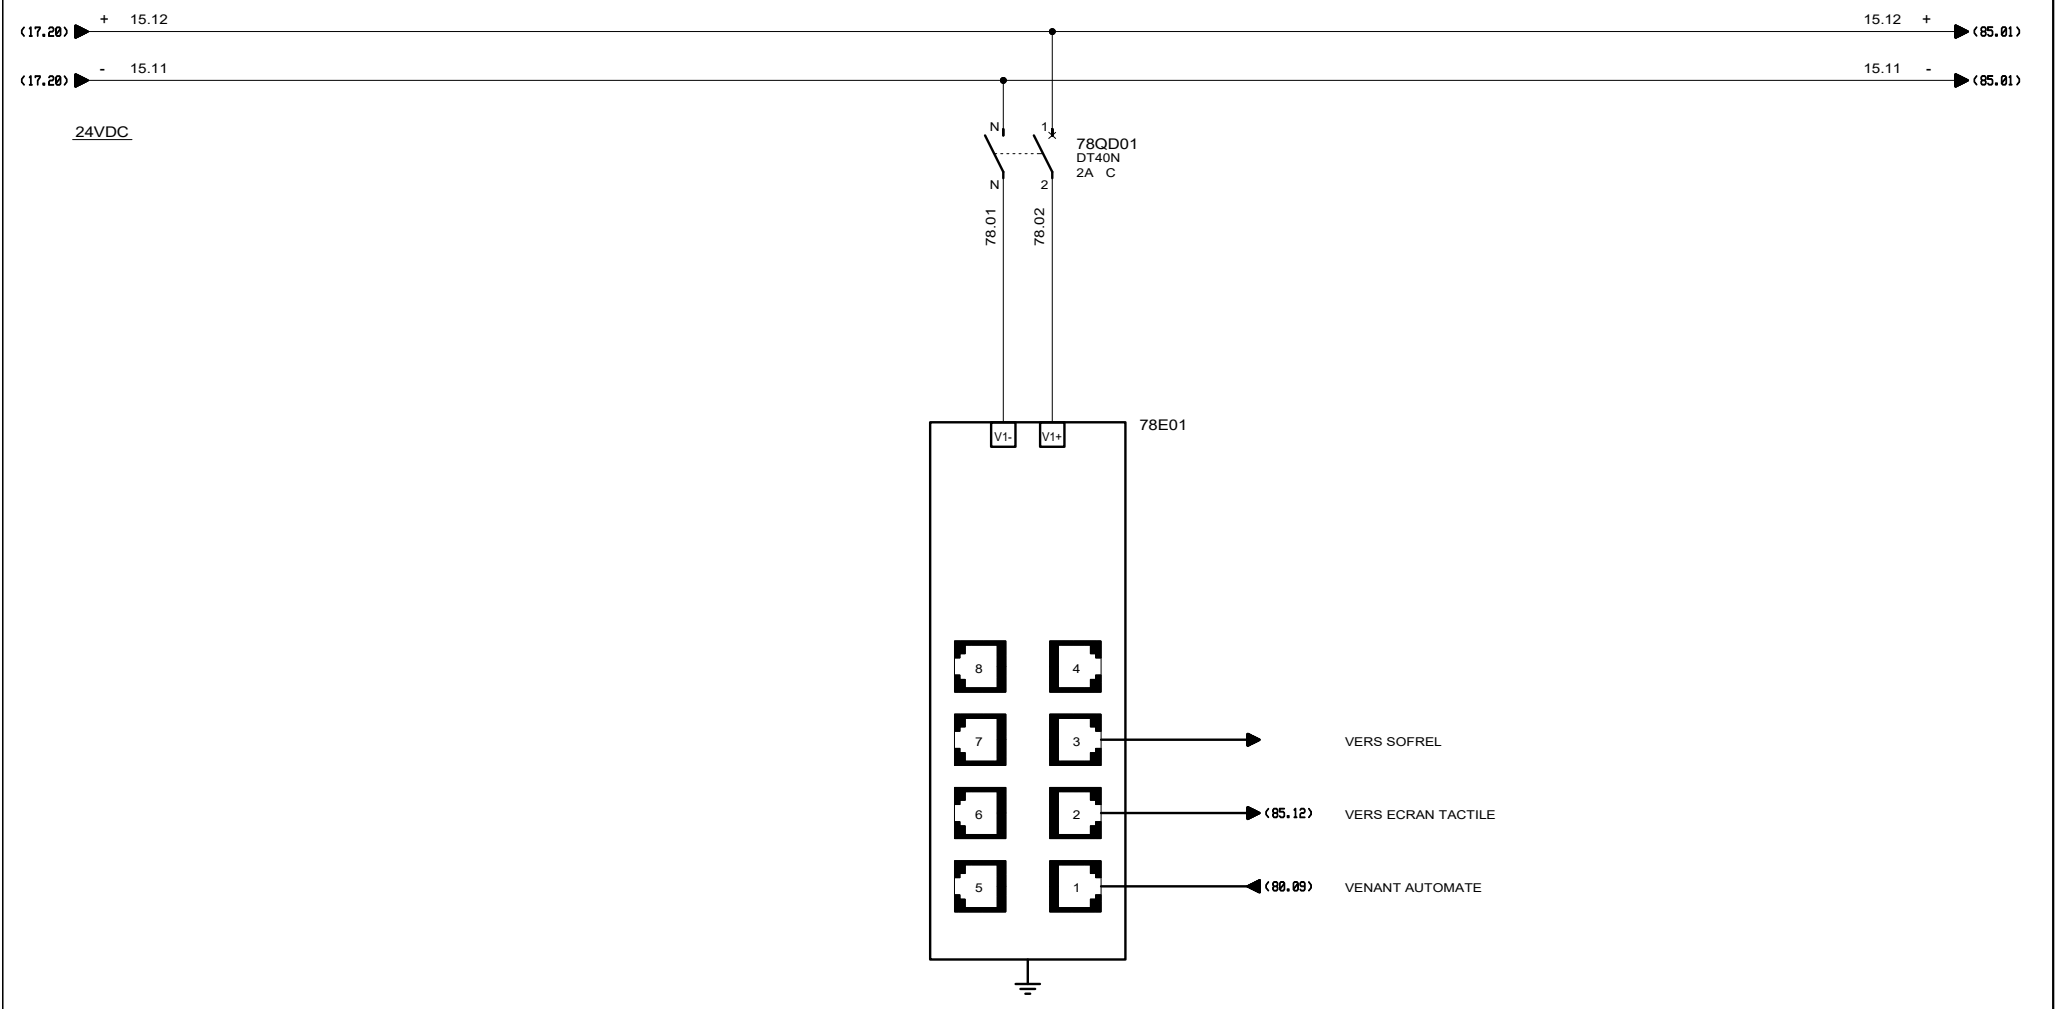 + 15.12 15.12 +
(17.20) (85.01)
- 15.11 15.11 -
(17.20) (85.01)
24VDC
N 1
78QD01
DT40N
2A C
N 2
78.01 78.02
78E01
V1- V1+
8 4
7 3 VERS SOFREL
6 2 (85.12) VERS ECRAN TACTILE
5 1 (80.09) VENANT AUTOMATE